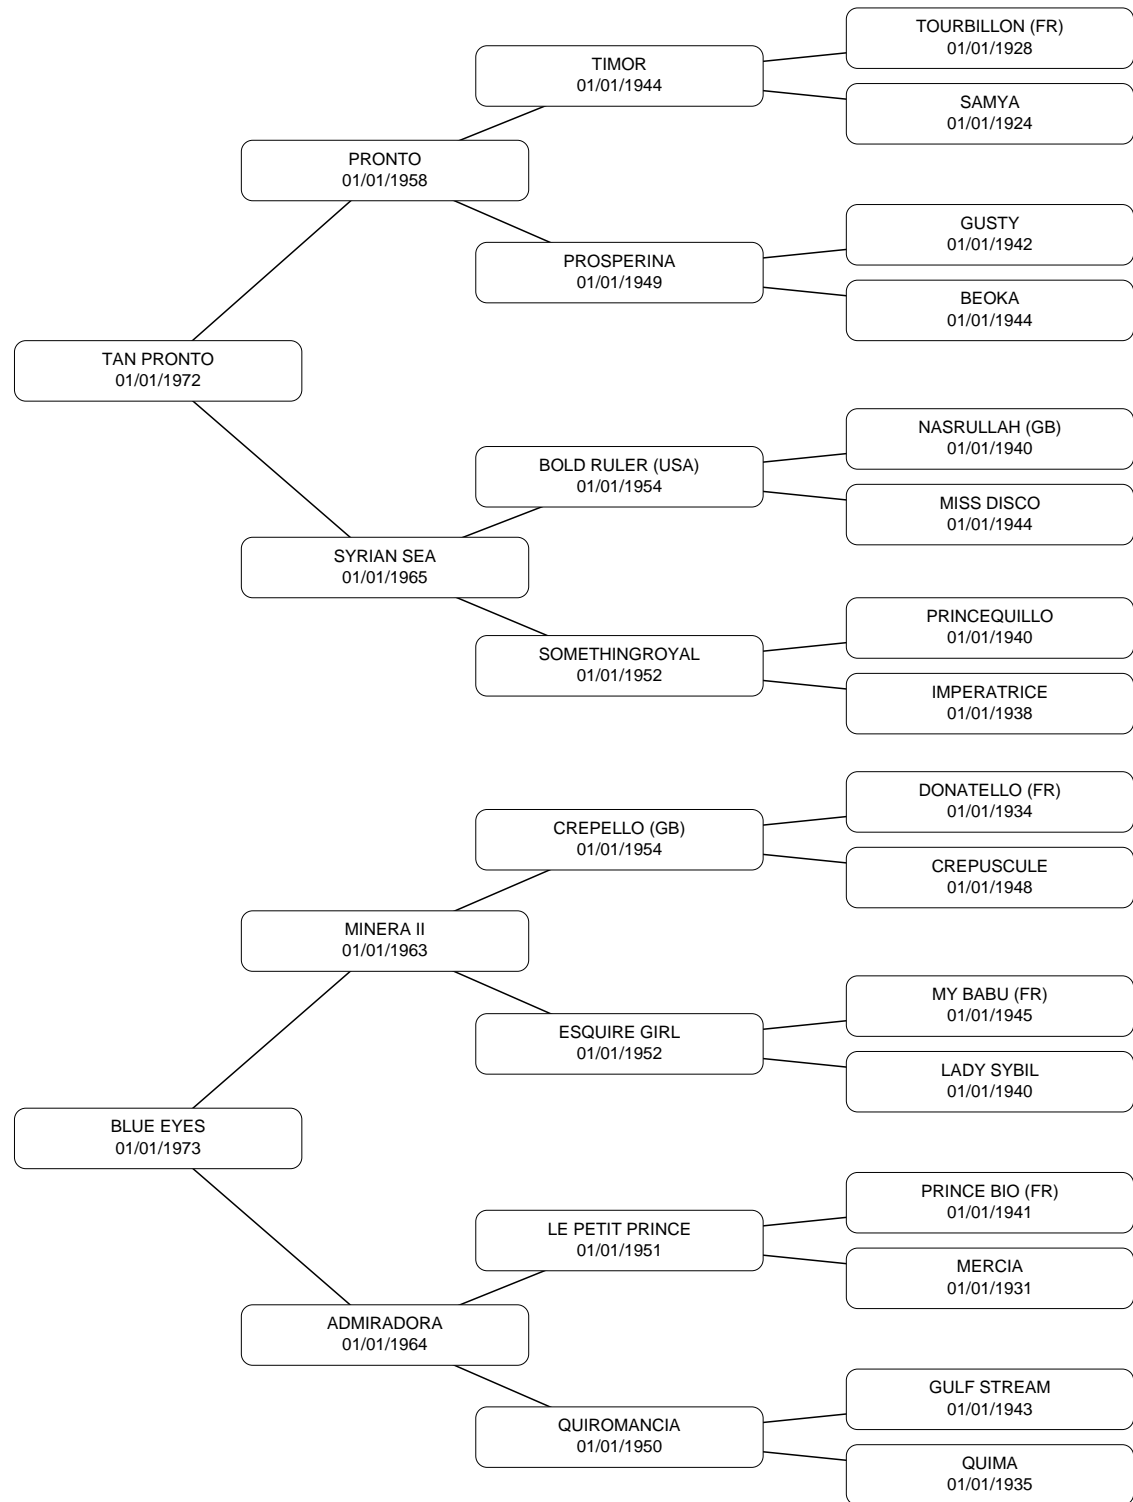 TOURBILLON (FR)
01/01/1928
TIMOR
01/01/1944
SAMYA
01/01/1924
PRONTO
01/01/1958
GUSTY
01/01/1942
PROSPERINA
01/01/1949
BEOKA
01/01/1944
TAN PRONTO
01/01/1972
NASRULLAH (GB)
01/01/1940
BOLD RULER (USA)
01/01/1954
MISS DISCO
01/01/1944
SYRIAN SEA
01/01/1965
PRINCEQUILLO
01/01/1940
SOMETHINGROYAL
01/01/1952
IMPERATRICE
01/01/1938
DONATELLO (FR)
01/01/1934
CREPELLO (GB)
01/01/1954
CREPUSCULE
01/01/1948
MINERA II
01/01/1963
MY BABU (FR)
01/01/1945
ESQUIRE GIRL
01/01/1952
LADY SYBIL
01/01/1940
BLUE EYES
01/01/1973
PRINCE BIO (FR)
01/01/1941
LE PETIT PRINCE
01/01/1951
MERCIA
01/01/1931
ADMIRADORA
01/01/1964
GULF STREAM
01/01/1943
QUIROMANCIA
01/01/1950
QUIMA
01/01/1935